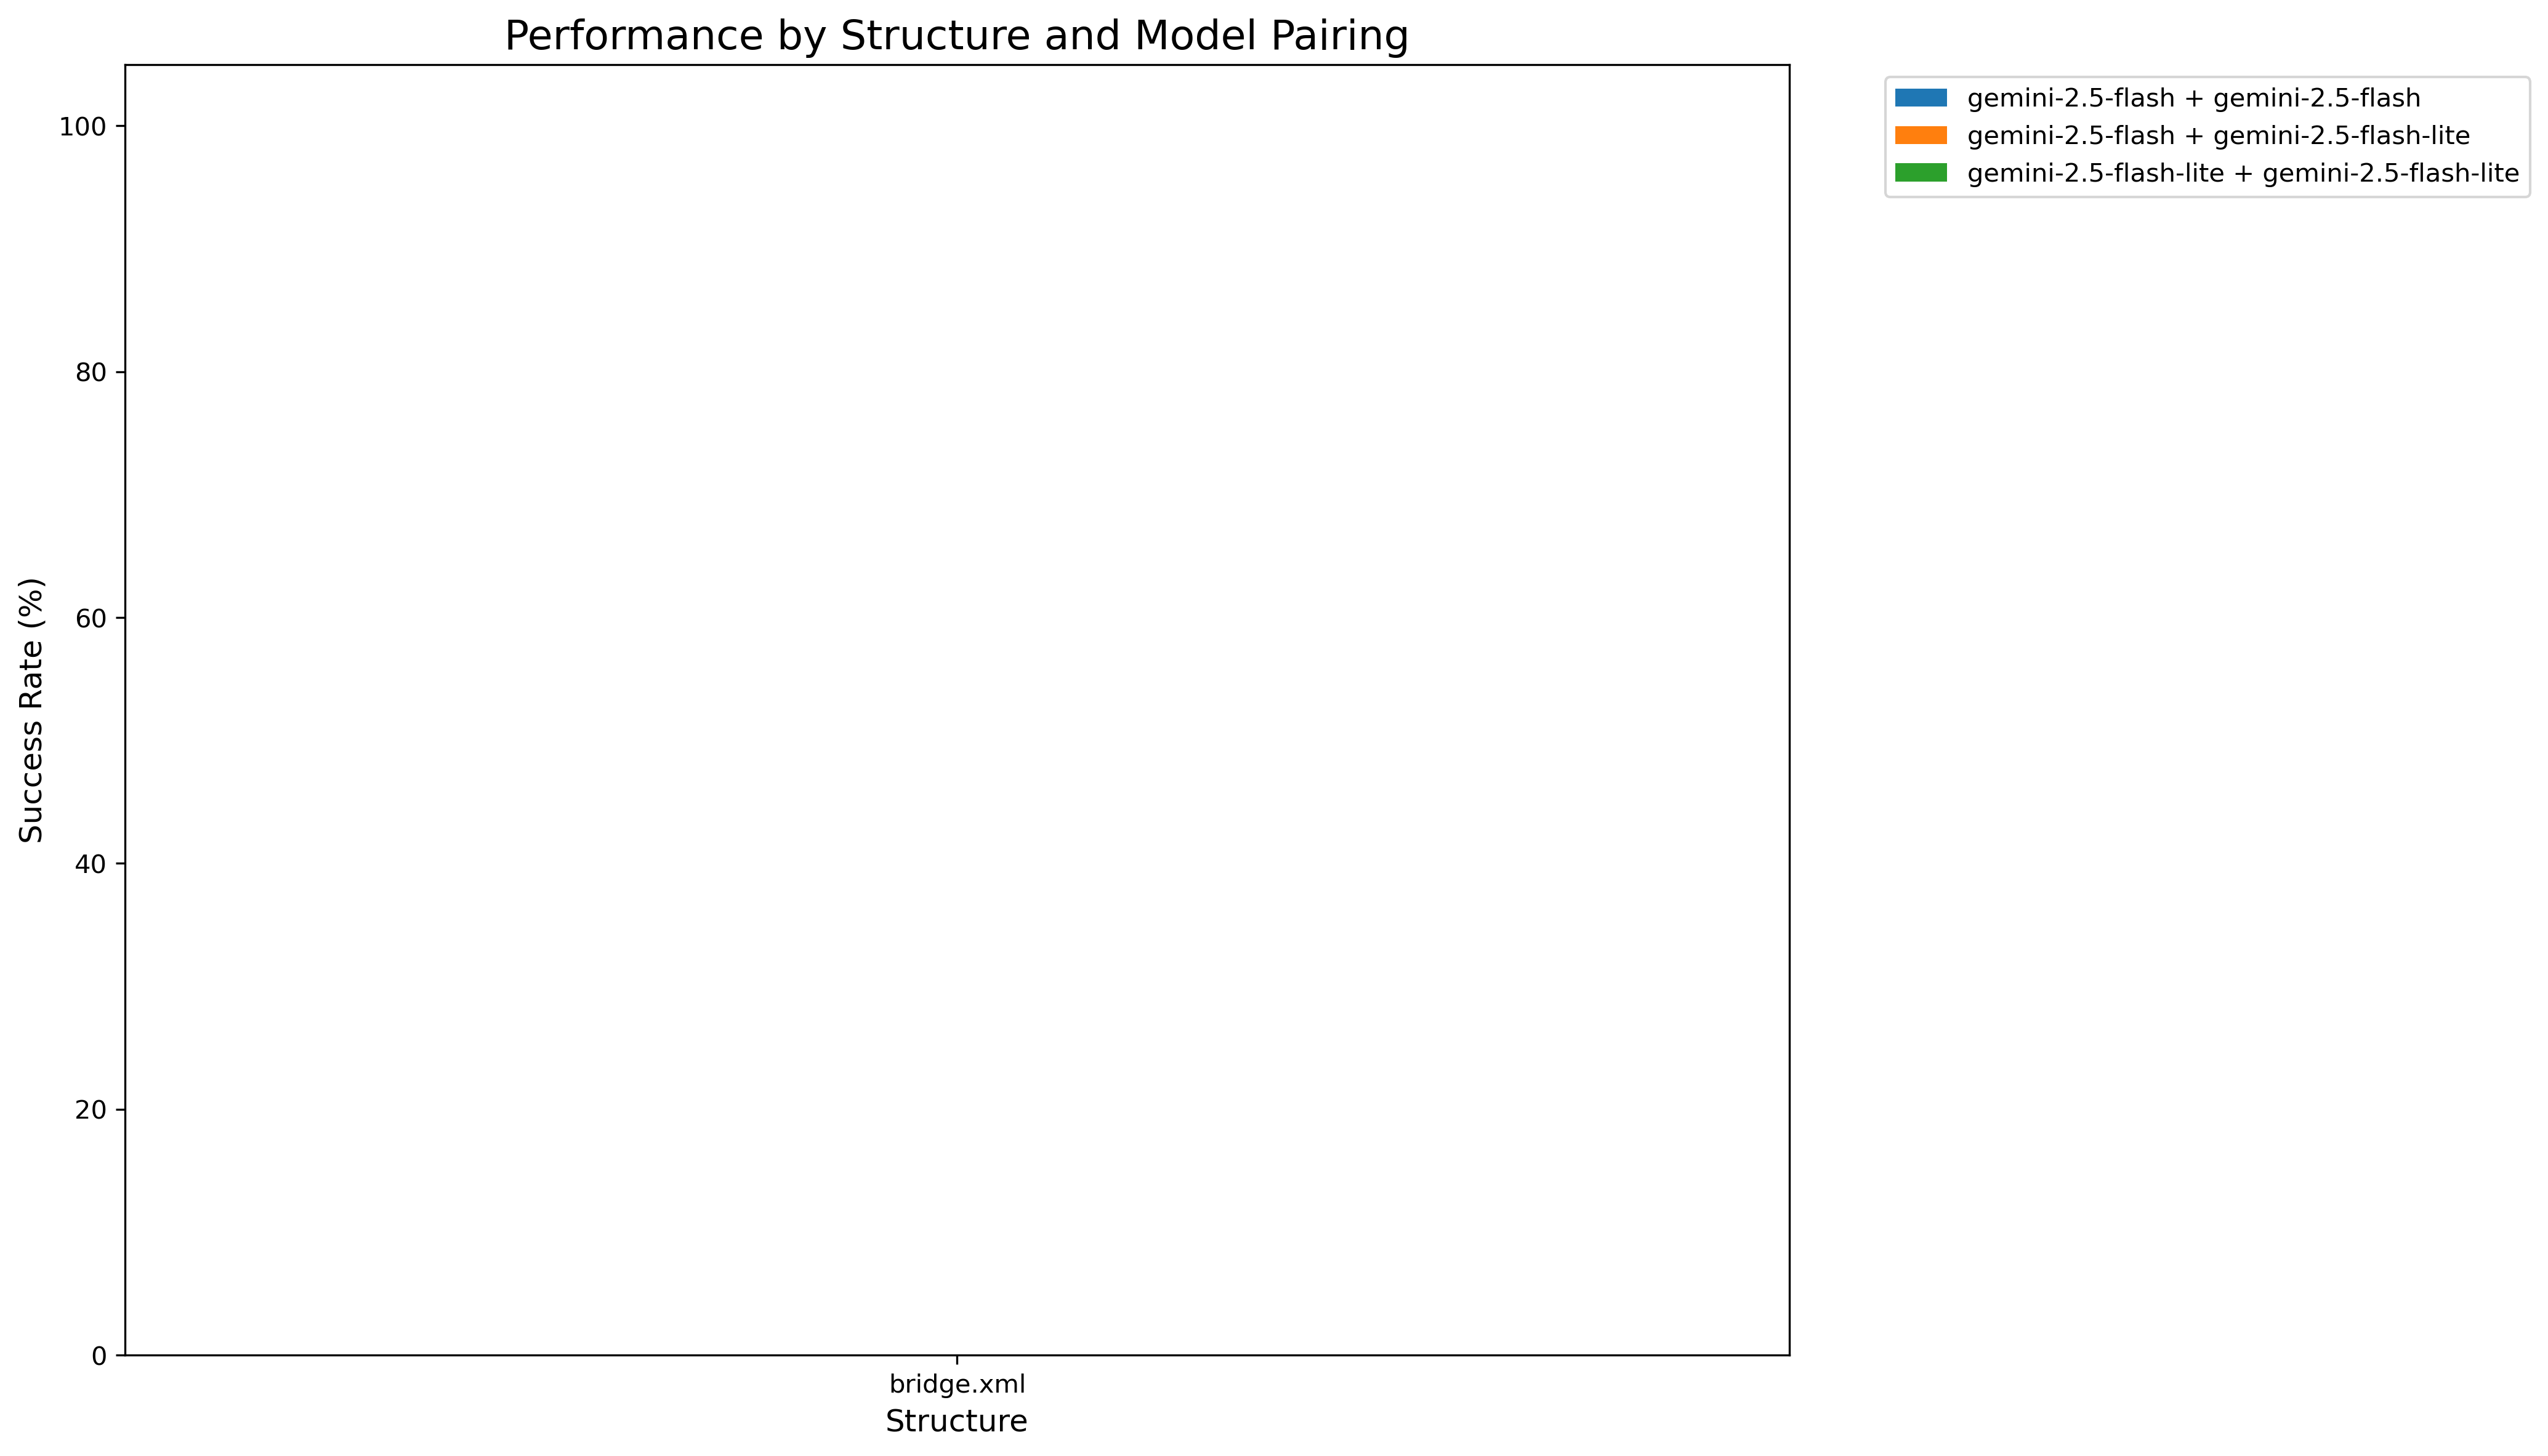 Performance by Structure and Model Pairing
100
80
60
40
20
0
Success Rate (%)
bridge.xml
Structure
gemini-2.5-flash + gemini-2.5-flash
gemini-2.5-flash + gemini-2.5-flash-lite
gemini-2.5-flash-lite + gemini-2.5-flash-lite